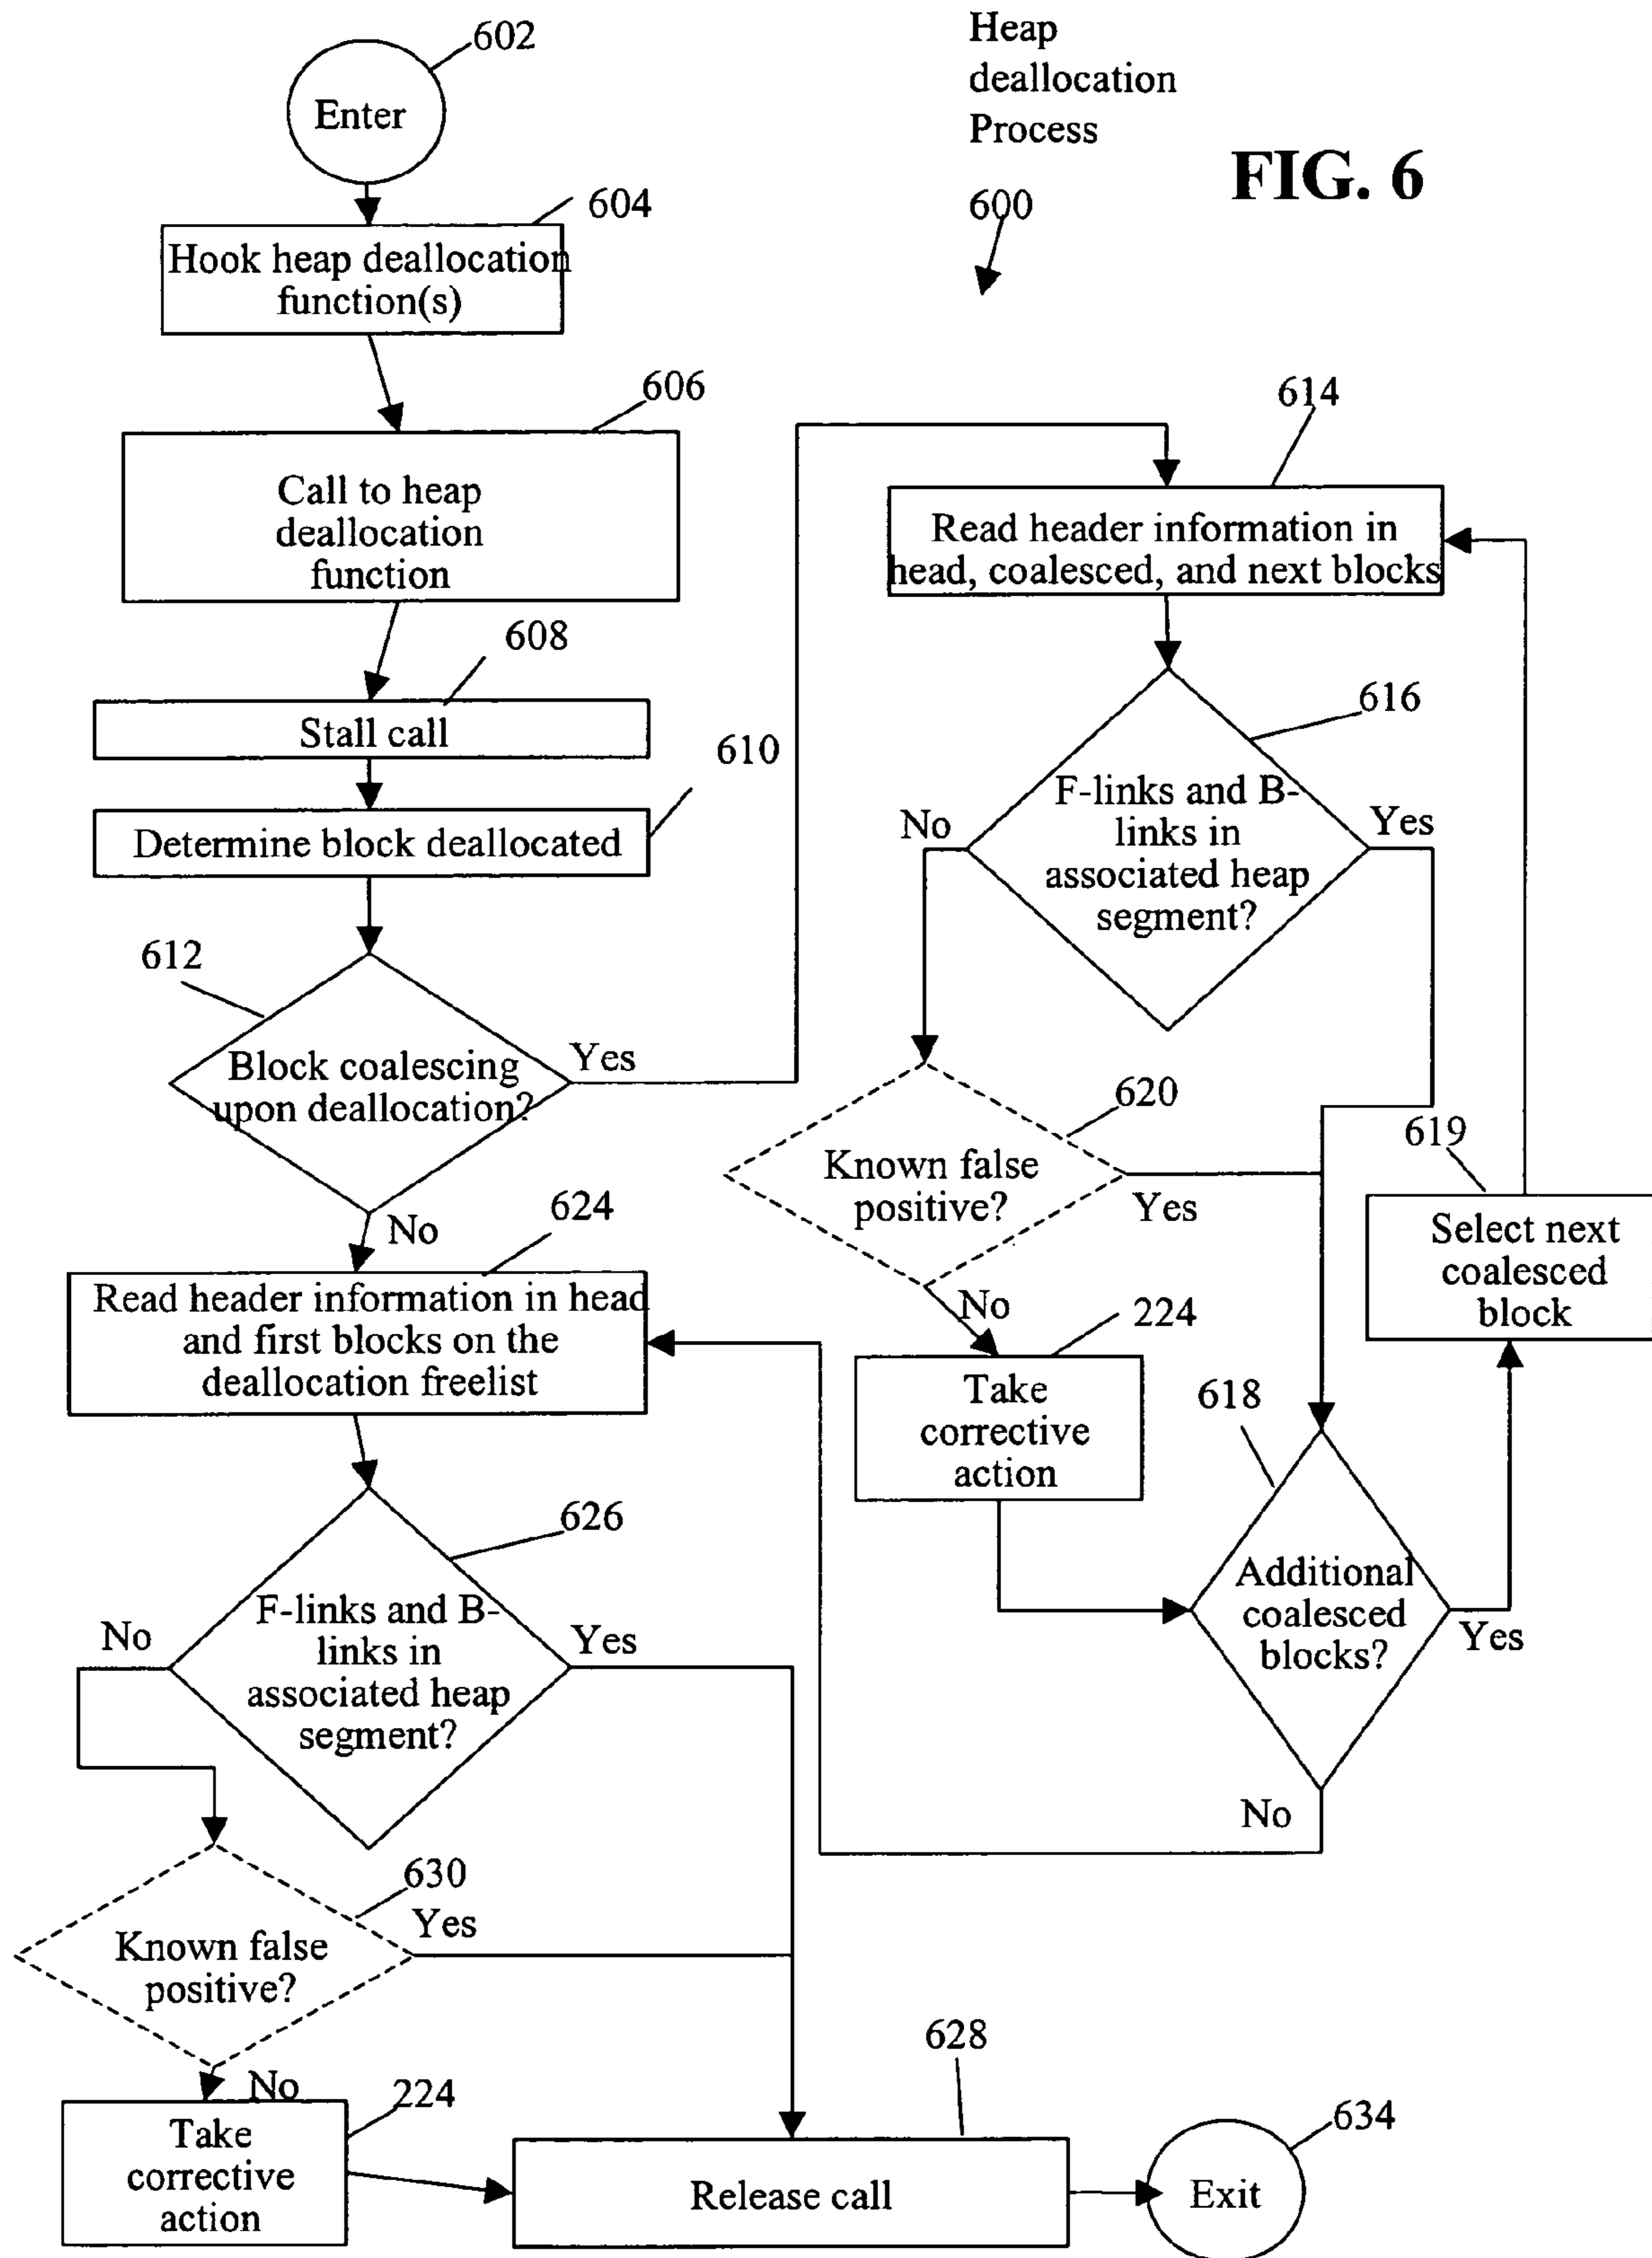 Heap
deallocation
Process
600
FIG. 6
602
Enter
604
Hook heap deallocation
function(s)
606
Call to heap
deallocation
function
608
Stall call
610
Determine block deallocated
612
Block coalescing
upon deallocation?
Yes
No
614
Read header information in
head, coalesced, and next blocks
616
F-links and B-
links in
associated heap
segment?
No
Yes
620
Known false
positive?
Yes
No
224
Take
corrective
action
619
Select next
coalesced
block
618
Additional
coalesced
blocks?
Yes
No
624
Read header information in head
and first blocks on the
deallocation freelist
626
F-links and B-
links in
associated heap
segment?
No
Yes
630
Known false
positive?
Yes
No
224
Take
corrective
action
628
Release call
634
Exit